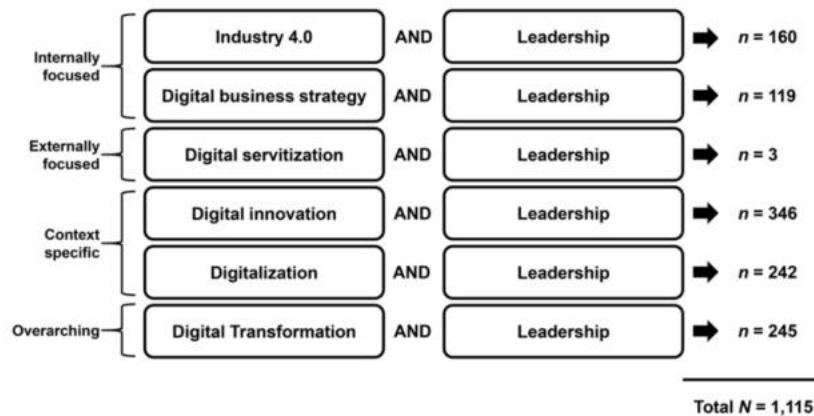 Internally
focused
Industry 4.0 AND Leadership n = 160
Digital business strategy AND Leadership n = 119
Externally
focused
Digital servitization AND Leadership n = 3
Context
specific
Digital innovation AND Leadership n = 346
Digitalization AND Leadership n = 242
Overarching
Digital Transformation AND Leadership n = 245
Total N = 1,115